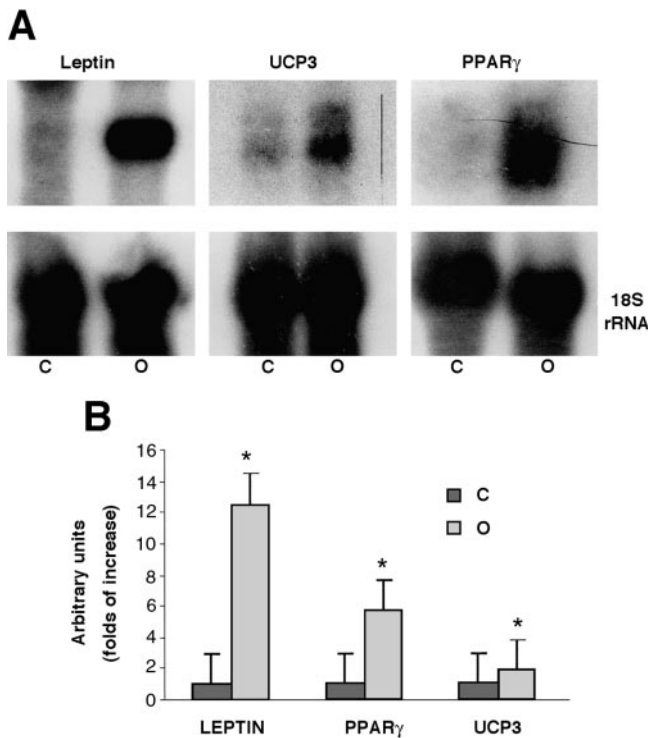 A
Leptin UCP3 PPARγ
18S
rRNA
C O C O C O
B
Arbitrary units
(folds of increase)
16
14
12
10
8
6
4
2
0
*
*
*
C
O
LEPTIN PPARγ UCP3